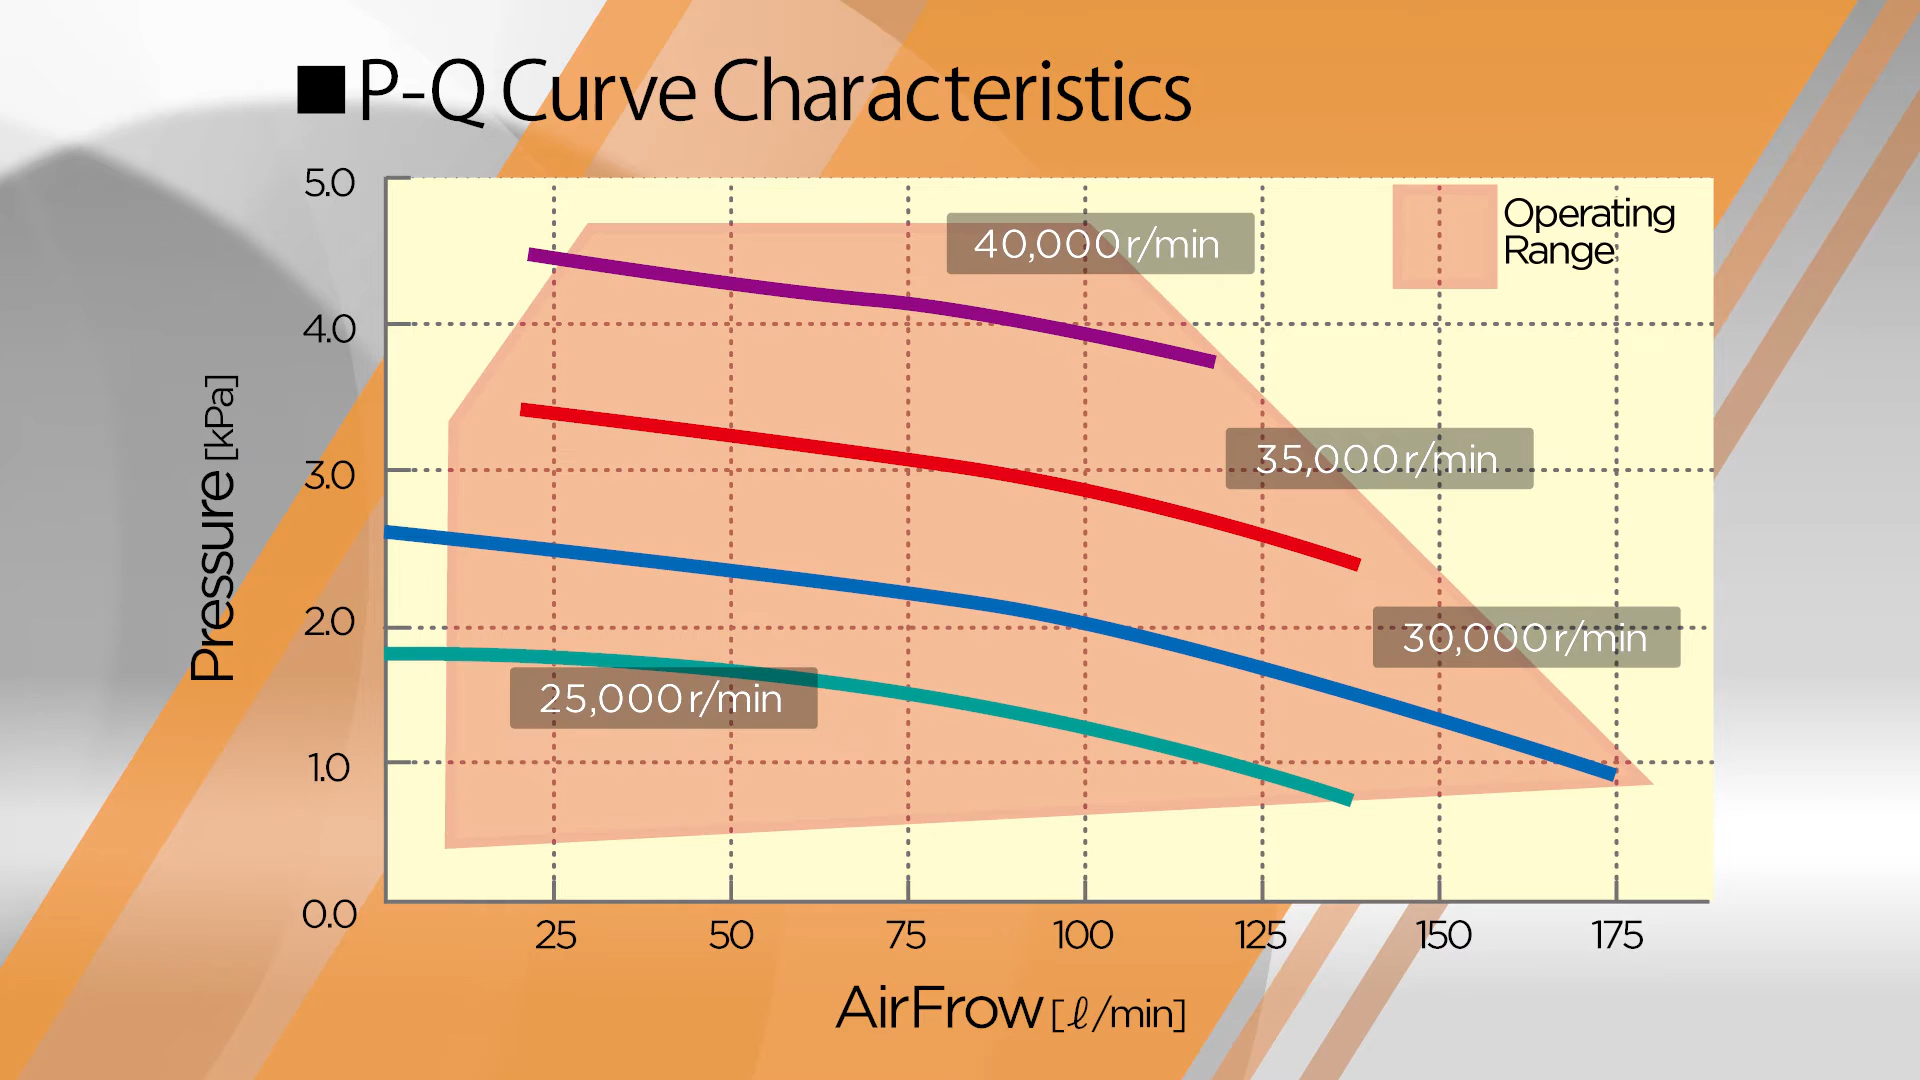 ■P-Q Curve Characteristics
5.0
4.0
3.0
2.0
1.0
0.0
Pressure [kPa]
Operating
Range
40,000 r/min
35,000 r/min
30,000 r/min
25,000 r/min
25 50 75 100 125 150 175
AirFrow [ℓ/min]